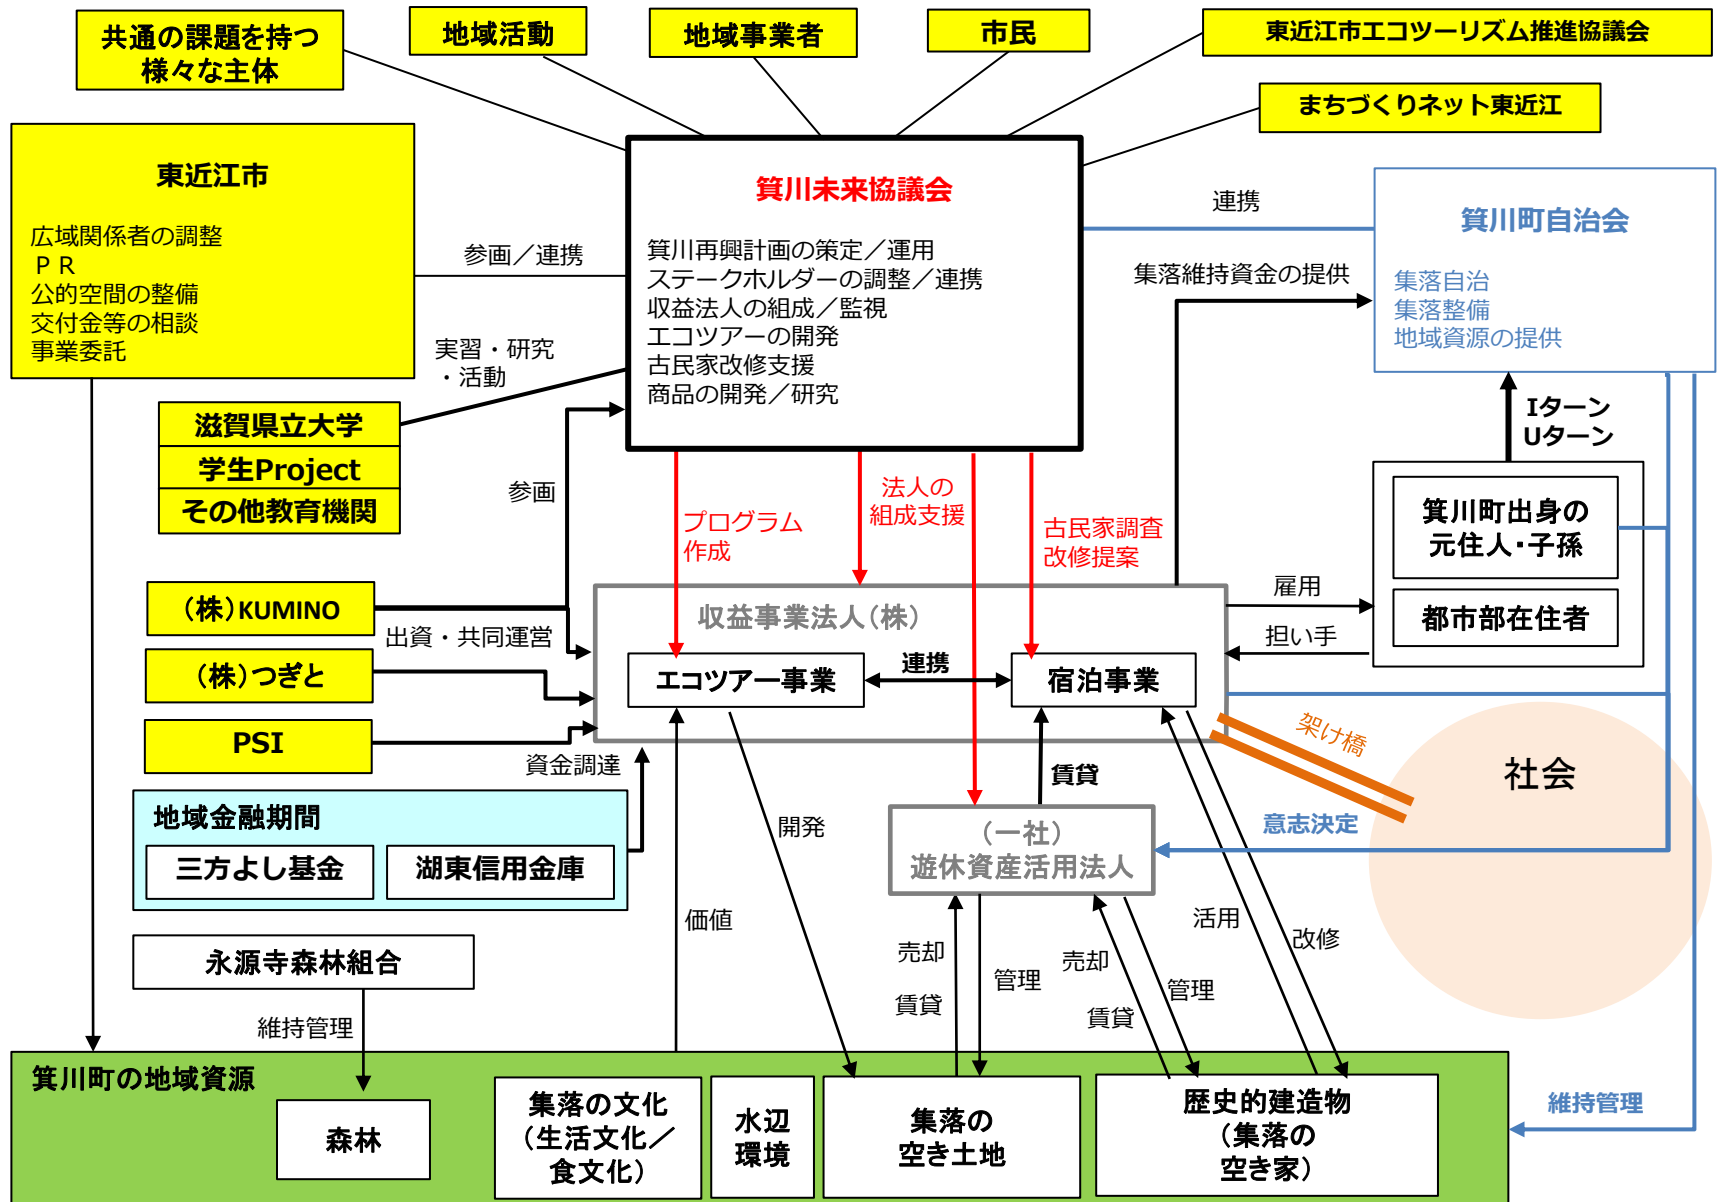 共通の課題を持つ
様々な主体
地域活動
地域事業者
市民
東近江市エコツーリズム推進協議会
まちづくりネット東近江
東近江市
広域関係者の調整
ＰＲ
公的空間の整備
交付金等の相談
事業委託
参画／連携
箕川未来協議会
箕川再興計画の策定／運用
ステークホルダーの調整／連携
収益法人の組成／監視
エコツアーの開発
古民家改修支援
商品の開発／研究
連携
箕川町自治会
集落自治
集落整備
地域資源の提供
集落維持資金の提供
実習・研究
・活動
滋賀県立大学
学生Project
その他教育機関
参画
プログラム
作成
法人の
組成支援
古民家調査
改修提案
Iターン
Uターン
箕川町出身の
元住人・子孫
都市部在住者
雇用
担い手
（株）KUMINO
出資・共同運営
（株）つぎと
PSI
資金調達
収益事業法人（株）
エコツアー事業
連携
宿泊事業
架け橋
社会
賃貸
地域金融期間
三方よし基金
湖東信用金庫
開発
（一社）
遊休資産活用法人
意志決定
永源寺森林組合
維持管理
価値
売却
賃貸
管理
売却
賃貸
管理
活用
改修
維持管理
箕川町の地域資源
森林
集落の文化
（生活文化／
食文化）
水辺
環境
集落の
空き土地
歴史的建造物
（集落の
空き家）